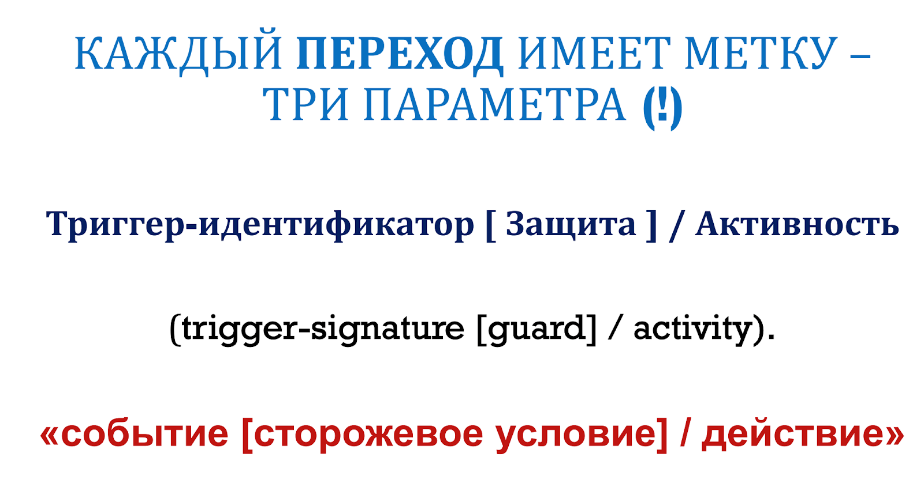 КАЖДЫЙ ПЕРЕХОД ИМЕЕТ МЕТКУ –
ТРИ ПАРАМЕТРА (!)
Триггер-идентификатор [ Защита ] / Активность
(trigger-signature [guard] / activity).
«событие [сторожевое условие] / действие»